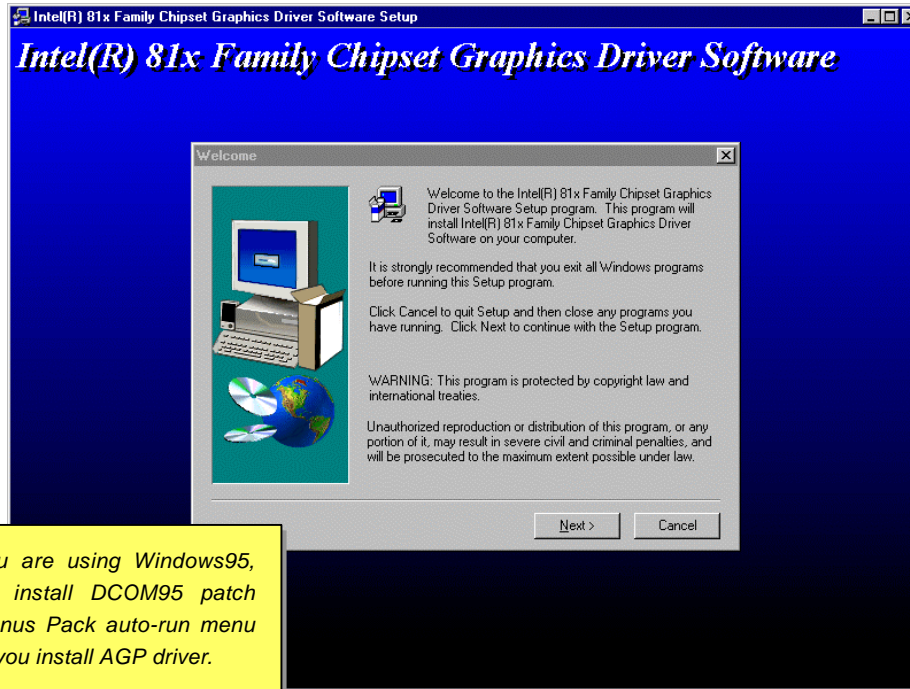 Intel(R) 81x Family Chipset Graphics Driver Software Setup
Intel(R) 81x Family Chipset Graphics Driver Software
Welcome
Welcome to the Intel(R) 81x Family Chipset Graphics
Driver Software Setup program. This program will
install Intel(R) 81x Family Chipset Graphics Driver
Software on your computer.
It is strongly recommended that you exit all Windows programs
before running this Setup program.
Click Cancel to quit Setup and then close any programs you
have running. Click Next to continue with the Setup program.
WARNING: This program is protected by copyright law and
international treaties.
Unauthorized reproduction or distribution of this program, or any
portion of it, may result in severe civil and criminal penalties, and
will be prosecuted to the maximum extent possible under law.
Next > Cancel
are using Windows95,
install DCOM95 patch
Pack auto-run menu
you install AGP driver.